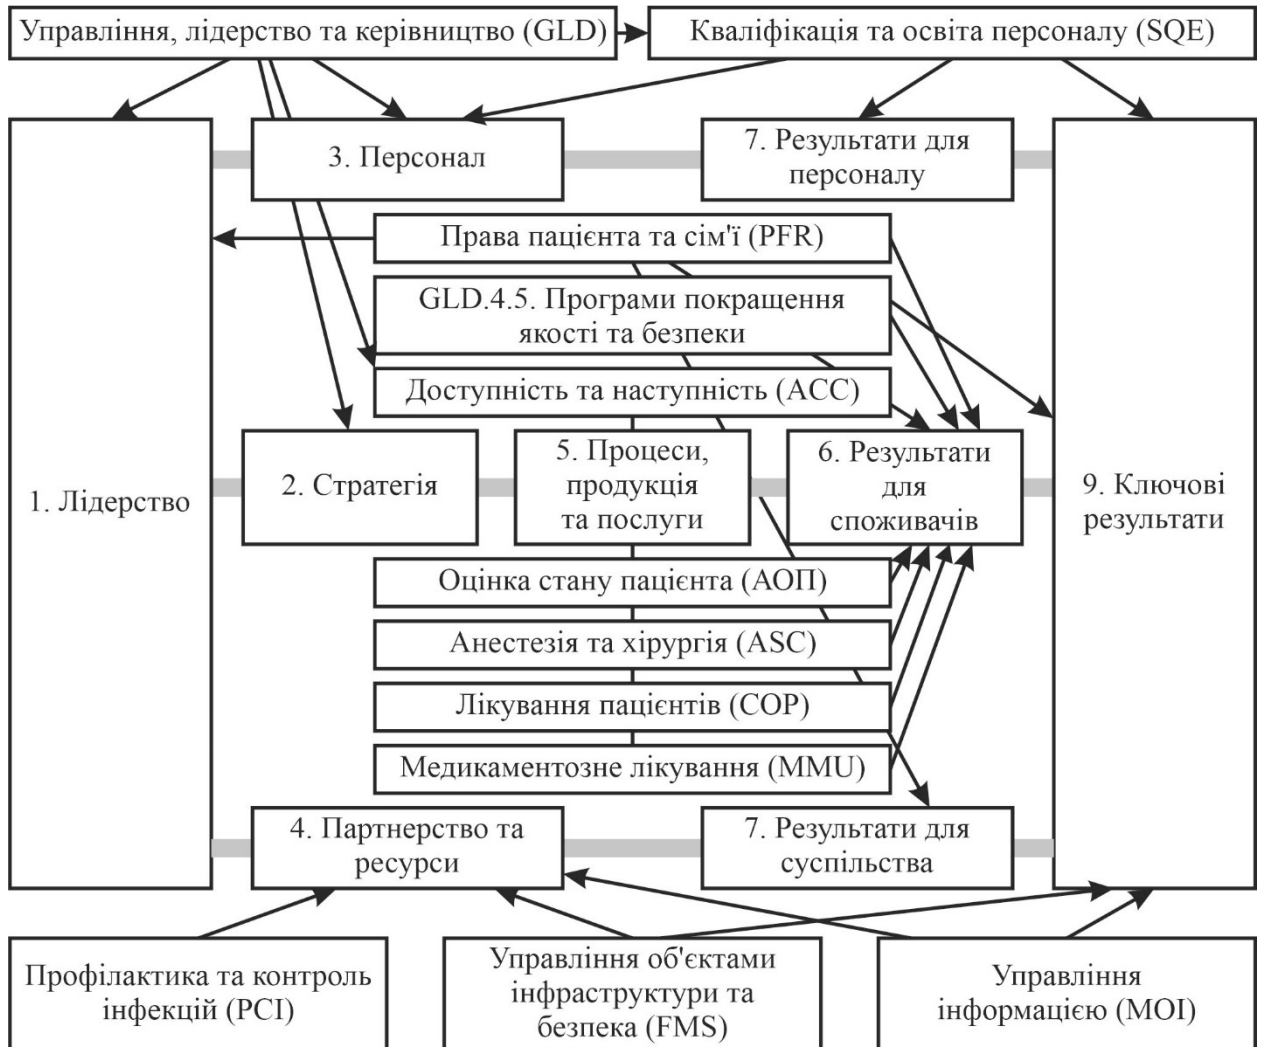 Управління, лідерство та керівництво (GLD)
Кваліфікація та освіта персоналу (SQE)
3. Персонал
7. Результати для
персоналу
Права пацієнта та сім'ї (PFR)
GLD.4.5. Програми покращення
якості та безпеки
Доступність та наступність (ACC)
1. Лідерство
2. Стратегія
5. Процеси,
продукція
та послуги
6. Результати
для
споживачів
9. Ключові
результати
Оцінка стану пацієнта (АОП)
Анестезія та хірургія (ASC)
Лікування пацієнтів (COP)
Медикаментозне лікування (MMU)
4. Партнерство та
ресурси
7. Результати для
суспільства
Профілактика та контроль
інфекцій (PCI)
Управління об'єктами
інфраструктури та
безпека (FMS)
Управління
інформацією (MOI)